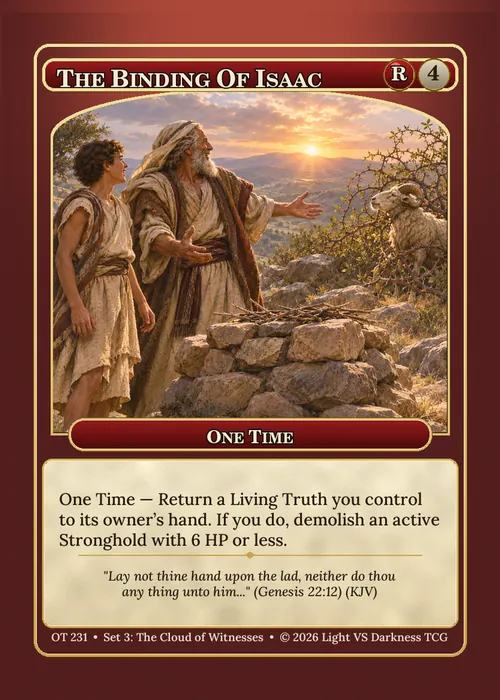 The Binding Of Isaac R 4
One Time
One Time — Return a Living Truth you control
to its owner's hand. If you do, demolish an active
Stronghold with 6 HP or less.
"Lay not thine hand upon the lad, neither do thou
any thing unto him..." (Genesis 22:12) (KJV)
OT 231 • Set 3: The Cloud of Witnesses • © 2026 Light VS Darkness TCG